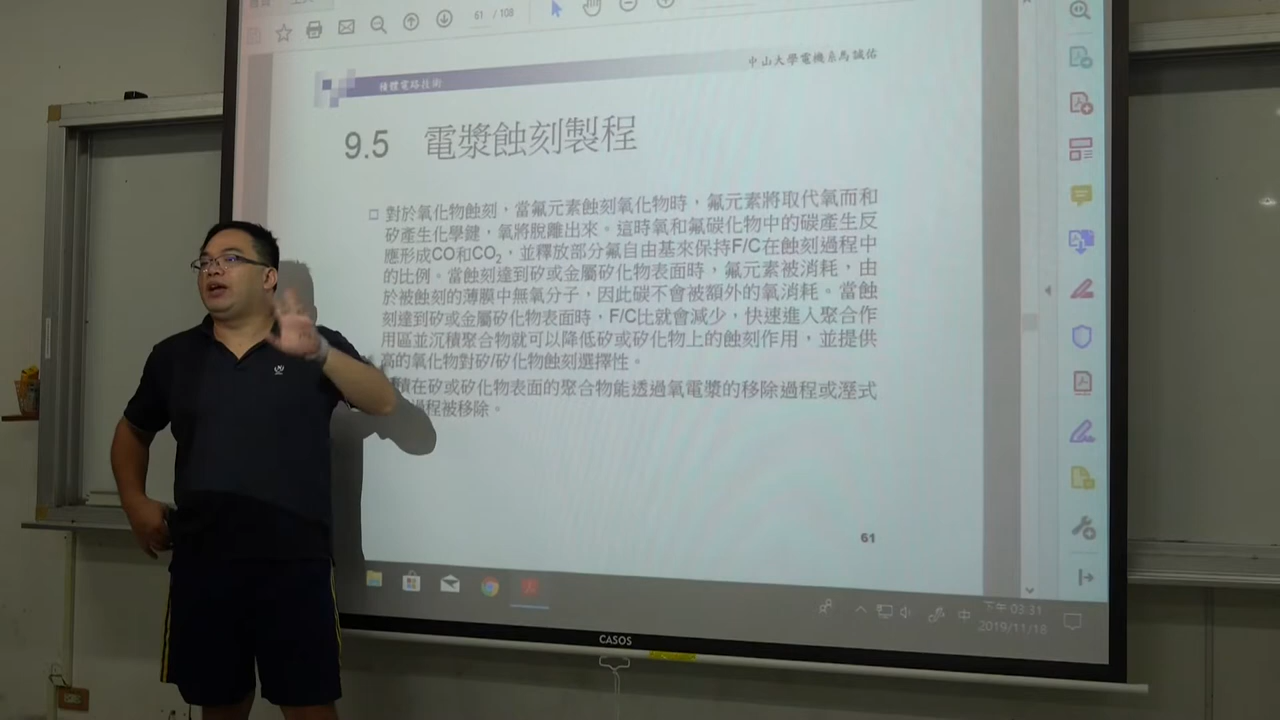 61 / 108
積體電路技術
中山大學電機系馬誠佑
9.5 電漿蝕刻製程
□ 對於氧化物蝕刻，當氟元素蝕刻氧化物時，氟元素將取代氧而和
矽產生化學鍵，氧將脫離出來。這時氧和氟碳化物中的碳產生反
應形成CO和CO2，並釋放部分氟自由基來保持F/C在蝕刻過程中
的比例。當蝕刻達到矽或金屬矽化物表面時，氟元素被消耗，由
於被蝕刻的薄膜中無氧分子，因此碳不會被額外的氧消耗。當蝕
刻達到矽或金屬矽化物表面時，F/C比就會減少，快速進入聚合作
用區並沉積聚合物就可以降低矽或矽化物上的蝕刻作用，並提供
高的氧化物對矽/矽化物蝕刻選擇性。
積在矽或矽化物表面的聚合物能透過氧電漿的移除過程或溼式
過程被移除。
61
中
下午 03:31
2019/11/18
CASOS